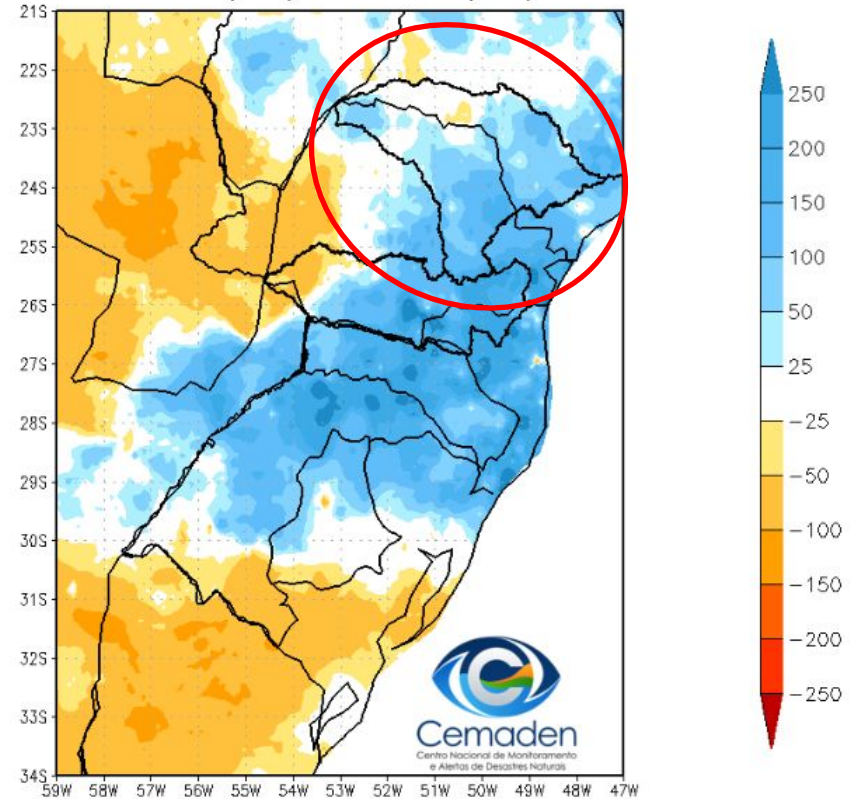 21S
22S
23S
24S
25S
26S
27S
28S
29S
30S
31S
32S
33S
34S
59W 58W 57W 56W 55W 54W 53W 52W 51W 50W 49W 48W 47W
250
200
150
100
50
25
−25
−50
−100
−150
−200
−250
Cemaden
Centro Nacional de Monitoramento
e Alertas de Desastres Naturais